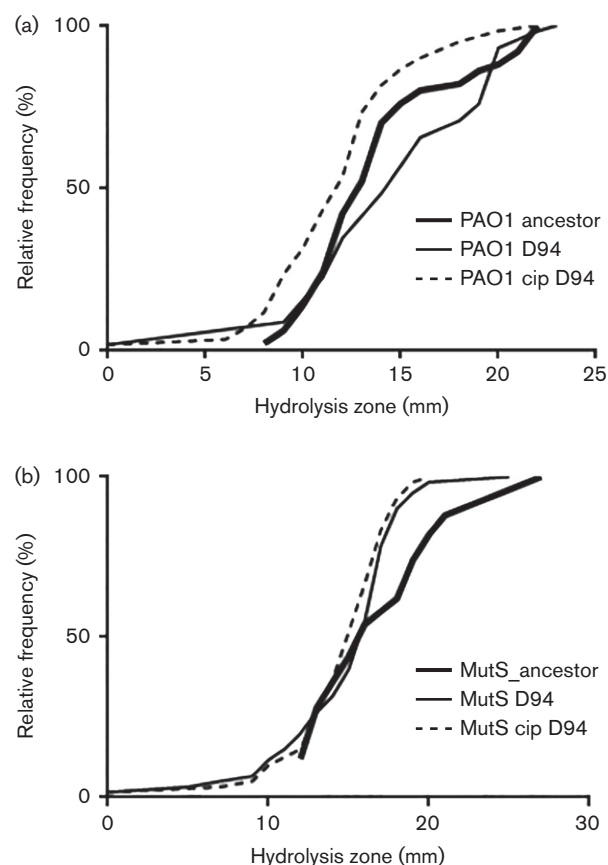 (a)
100
50
0
Relative frequency (%)
PAO1 ancestor
PAO1 D94
PAO1 cip D94
0 5 10 15 20 25
Hydrolysis zone (mm)
(b)
100
50
0
Relative frequency (%)
MutS_ancestor
MutS D94
MutS cip D94
0 10 20 30
Hydrolysis zone (mm)